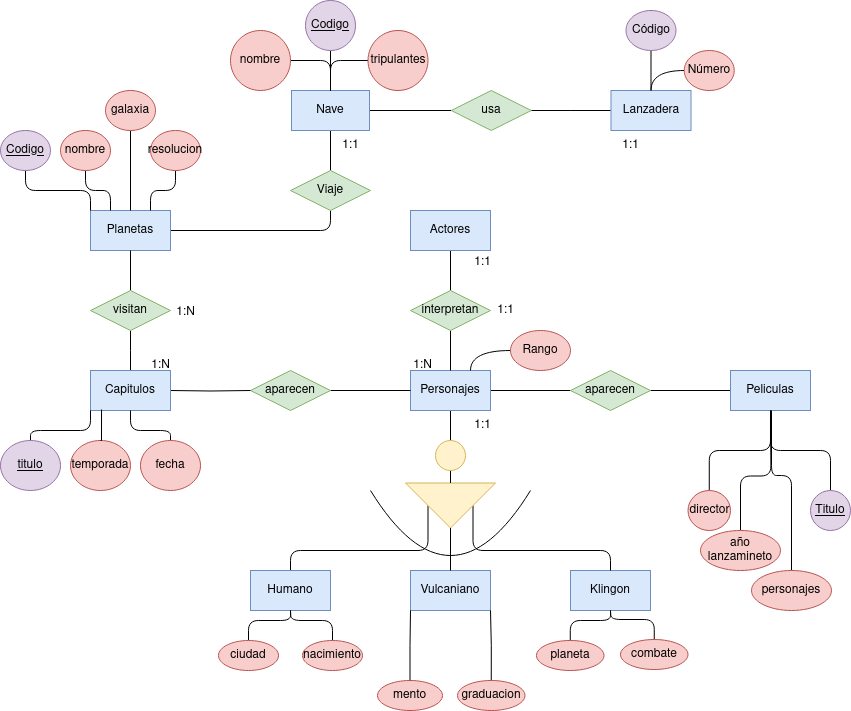 Codigo
nombre
tripulantes
Código
Número
Nave
usa
Lanzadera
1:1
1:1
galaxia
Codigo
nombre
resolucion
Viaje
Planetas
Actores
1:1
visitan
1:N
interpretan
1:1
Rango
1:N
1:N
Capitulos
aparecen
Personajes
aparecen
Peliculas
1:1
titulo
temporada
fecha
director
Titulo
año
lanzamineto
personajes
Humano
Vulcaniano
Klingon
ciudad
nacimiento
planeta
combate
mento
graduacion